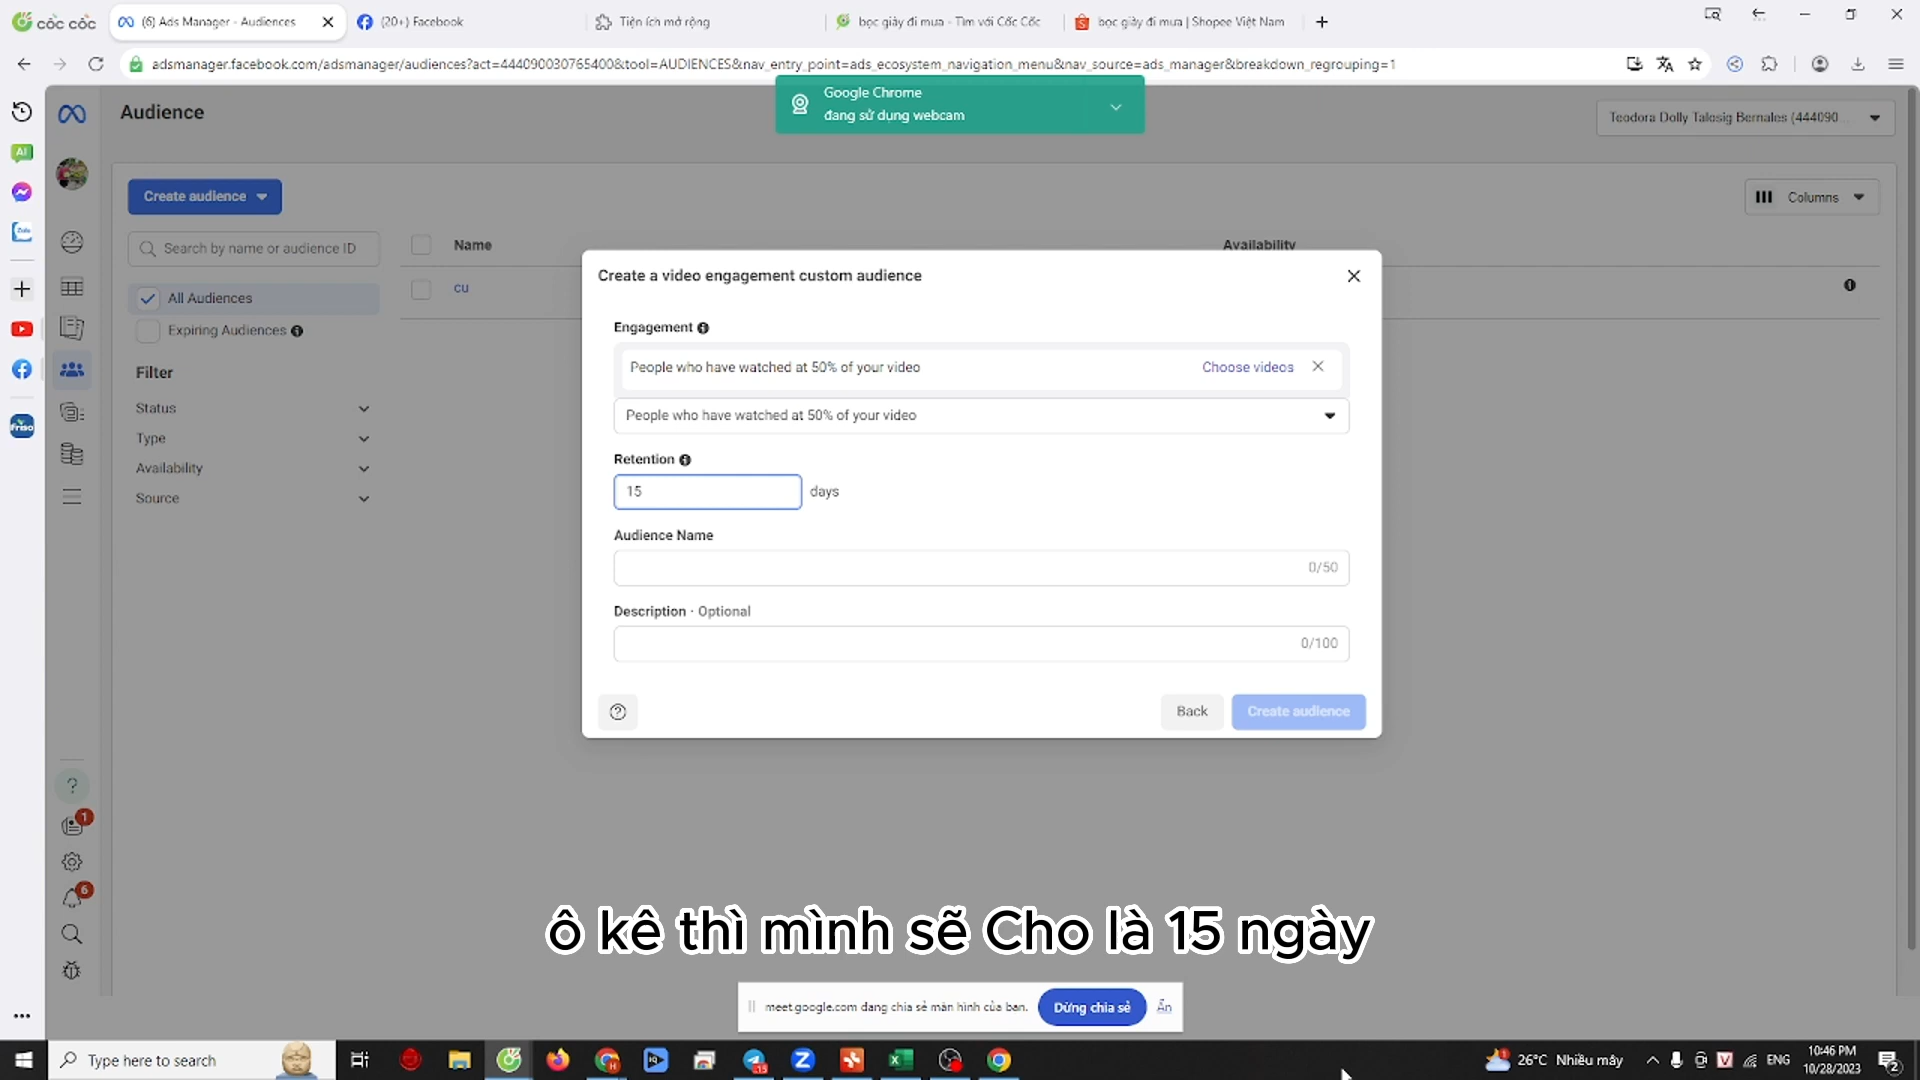 cốc cốc
(6) Ads Manager - Audiences
(20+) Facebook
Tiện ích mở rộng
bọc giày đi mưa - Tìm với Cốc Cốc
bọc giày đi mưa | Shopee Việt Nam
adsmanager.facebook.com/adsmanager/audiences?act=444090030765400&tool=AUDIENCES&nav_entry_point=ads_ecosystem_navigation_menu&nav_source=ads_manager&breakdown_regrouping=1
Google Chrome
đang sử dụng webcam
Audience
Teodora Dolly Talosig Bernales (444090...
AI
Zalo
Friso
Create audience
Columns
Search by name or audience ID
Name
Availability
All Audiences
cu
Expiring Audiences
Filter
Status
Type
Availability
Source
Create a video engagement custom audience
Engagement
People who have watched at 50% of your video
Choose videos
People who have watched at 50% of your video
Retention
15
days
Audience Name
0/50
Description · Optional
0/100
Back
Create audience
1
6
ô kê thì mình sẽ Cho là 15 ngày
meet.google.com đang chia sẻ màn hình của bạn.
Dừng chia sẻ
Ẩn
Type here to search
26°C Nhiều mây
ENG
10:46 PM
10/28/2023
2